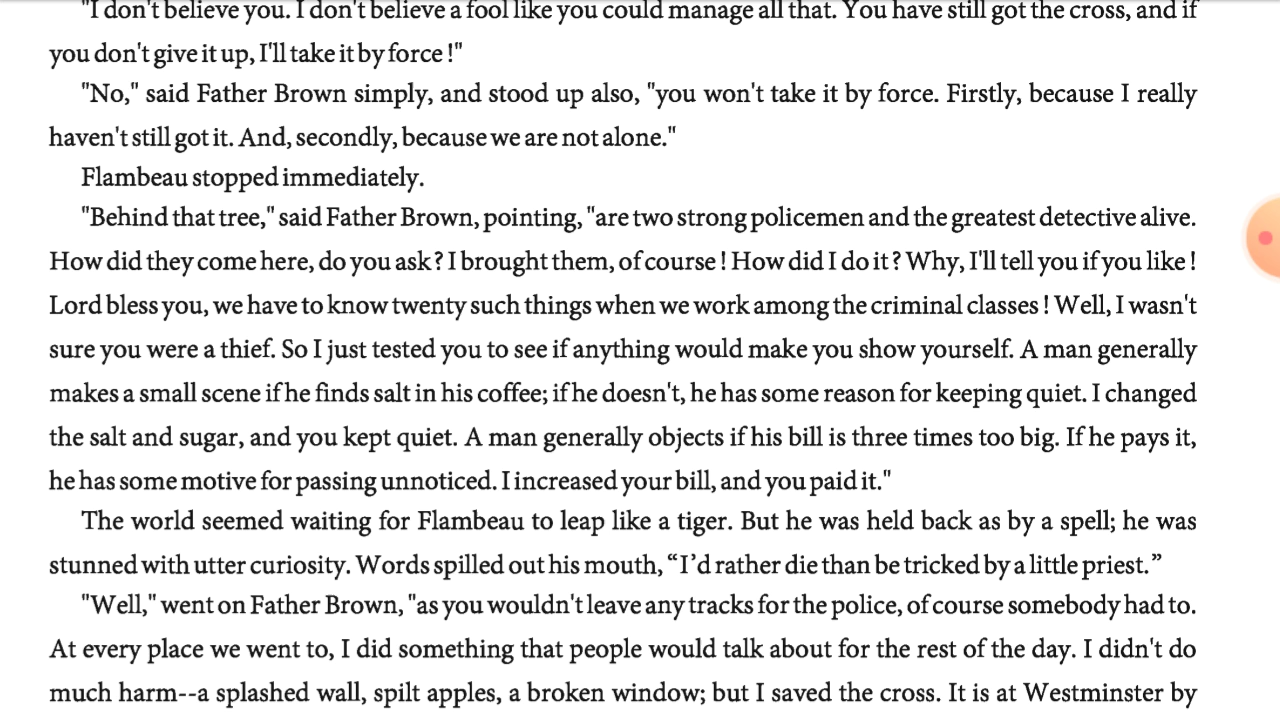 "I don't believe you. I don't believe a fool like you could manage all that. You have still got the cross, and if
you don't give it up, I'll take it by force !"
"No," said Father Brown simply, and stood up also, "you won't take it by force. Firstly, because I really
haven't still got it. And, secondly, because we are not alone."
Flambeau stopped immediately.
"Behind that tree," said Father Brown, pointing, "are two strong policemen and the greatest detective alive.
How did they come here, do you ask ? I brought them, of course ! How did I do it ? Why, I'll tell you if you like !
Lord bless you, we have to know twenty such things when we work among the criminal classes ! Well, I wasn't
sure you were a thief. So I just tested you to see if anything would make you show yourself. A man generally
makes a small scene if he finds salt in his coffee; if he doesn't, he has some reason for keeping quiet. I changed
the salt and sugar, and you kept quiet. A man generally objects if his bill is three times too big. If he pays it,
he has some motive for passing unnoticed. I increased your bill, and you paid it."
The world seemed waiting for Flambeau to leap like a tiger. But he was held back as by a spell; he was
stunned with utter curiosity. Words spilled out his mouth, “I’d rather die than be tricked by a little priest.”
"Well," went on Father Brown, "as you wouldn't leave any tracks for the police, of course somebody had to.
At every place we went to, I did something that people would talk about for the rest of the day. I didn't do
much harm--a splashed wall, spilt apples, a broken window; but I saved the cross. It is at Westminster by